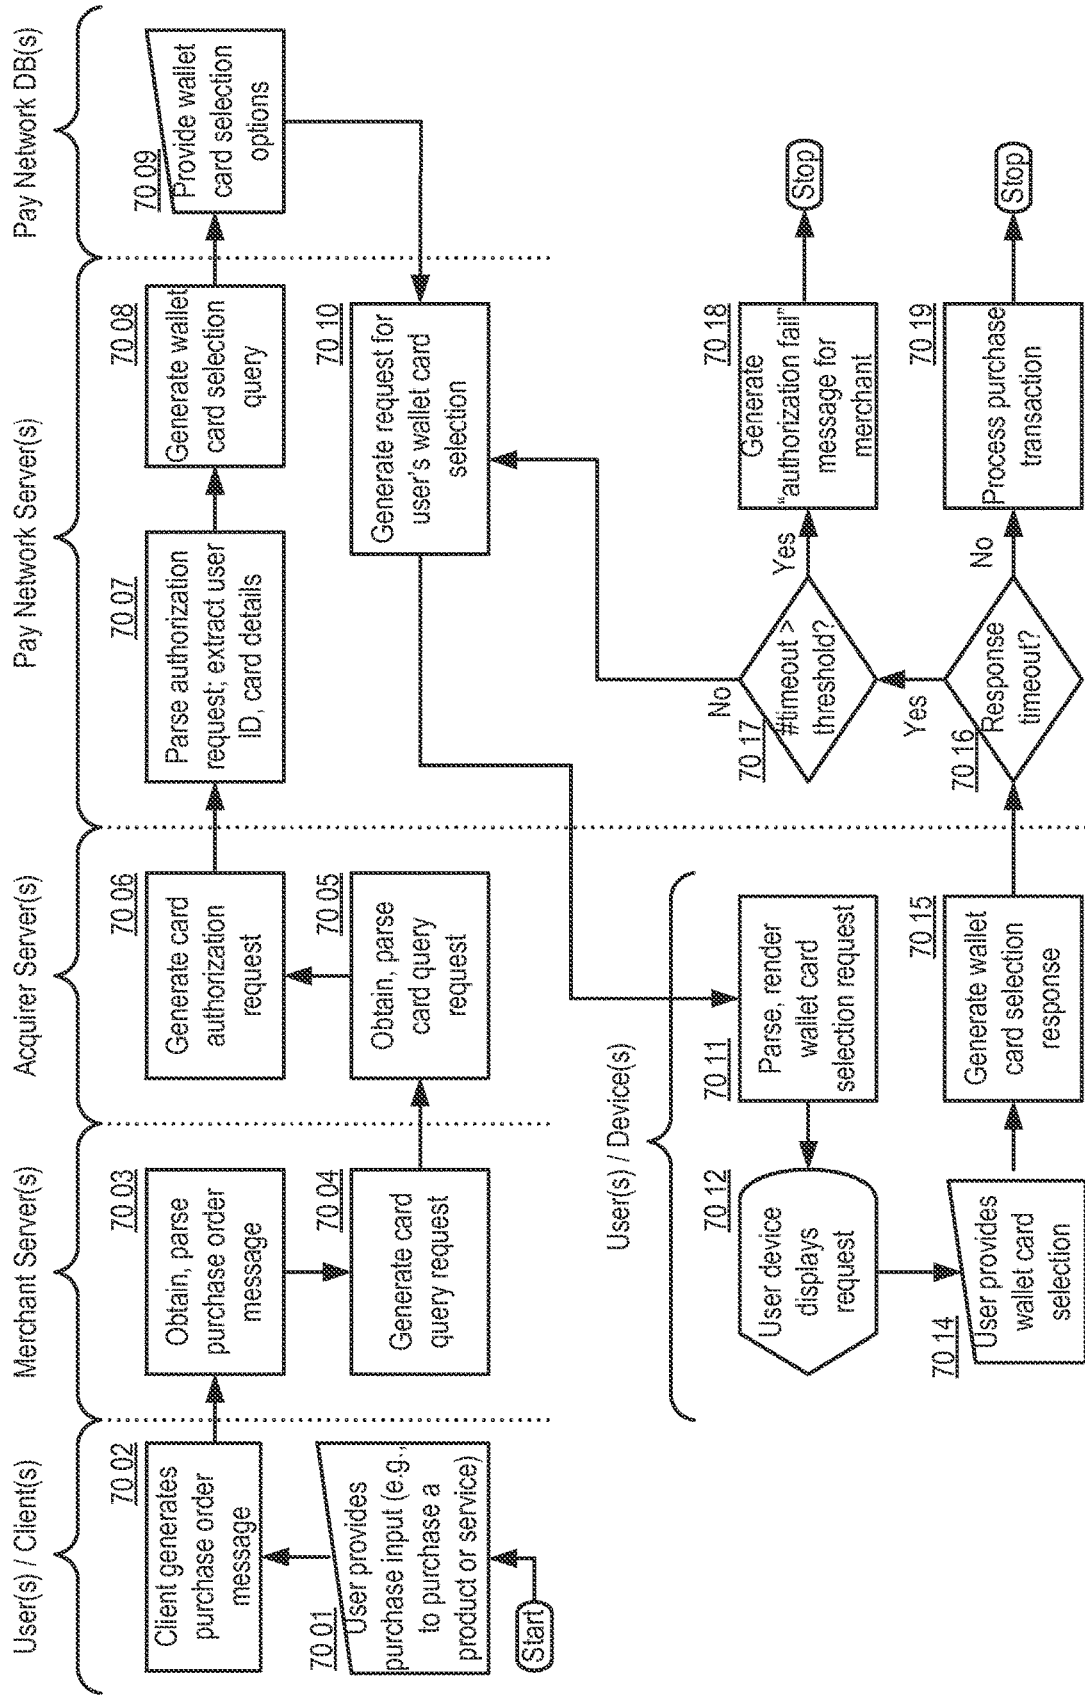 User(s) / Client(s)
Merchant Server(s)
Acquirer Server(s)
Pay Network Server(s)
Pay Network DB(s)
Start
7001
User provides
purchase input (e.g.,
to purchase a
product or service)
7002
Client generates
purchase order
message
7003
Obtain, parse
purchase order
message
7004
Generate card
query request
7005
Obtain, parse
card query
request
7006
Generate card
authorization
request
7007
Parse authorization
request; extract user
ID, card details
7008
Generate wallet
card selection
query
7009
Provide wallet
card selection
options
7010
Generate request for
user's wallet card
selection
User(s) / Device(s)
7011
Parse, render
wallet card
selection request
7012
User device
displays
request
7014
User provides
wallet card
selection
7015
Generate wallet
card selection
response
7016
Response
timeout?
Yes
No
7017
#timeout >
threshold?
No
Yes
7018
Generate
“authorization fail”
message for
merchant
Stop
7019
Process purchase
transaction
Stop